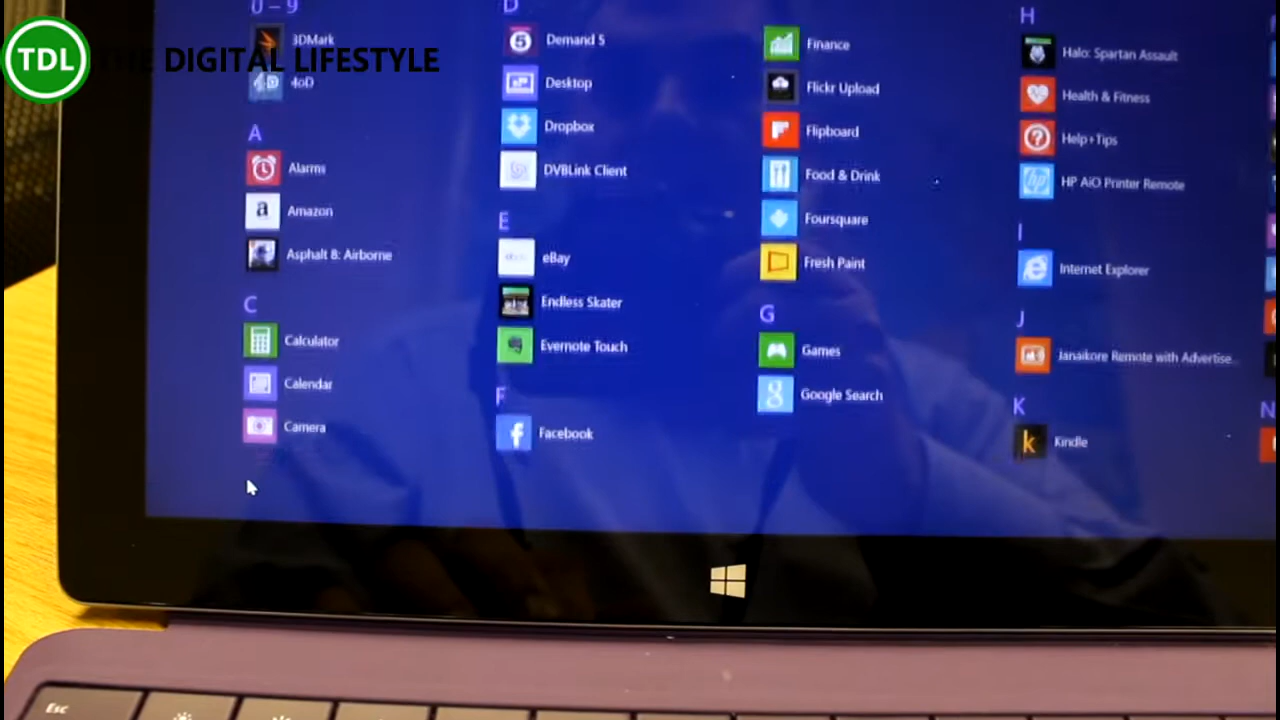 TDL
THE DIGITAL LIFESTYLE
0 – 9
3DMark
4oD
A
Alarms
Amazon
Asphalt 8: Airborne
C
Calculator
Calendar
Camera
D
Demand 5
Desktop
Dropbox
DVBLink Client
E
eBay
Endless Skater
Evernote Touch
F
Facebook
Finance
Flickr Upload
Flipboard
Food & Drink
Foursquare
Fresh Paint
G
Games
Google Search
H
Halo: Spartan Assault
Health & Fitness
Help+Tips
HP AiO Printer Remote
I
Internet Explorer
J
Janaikore Remote with Advertise...
K
Kindle
N
Esc